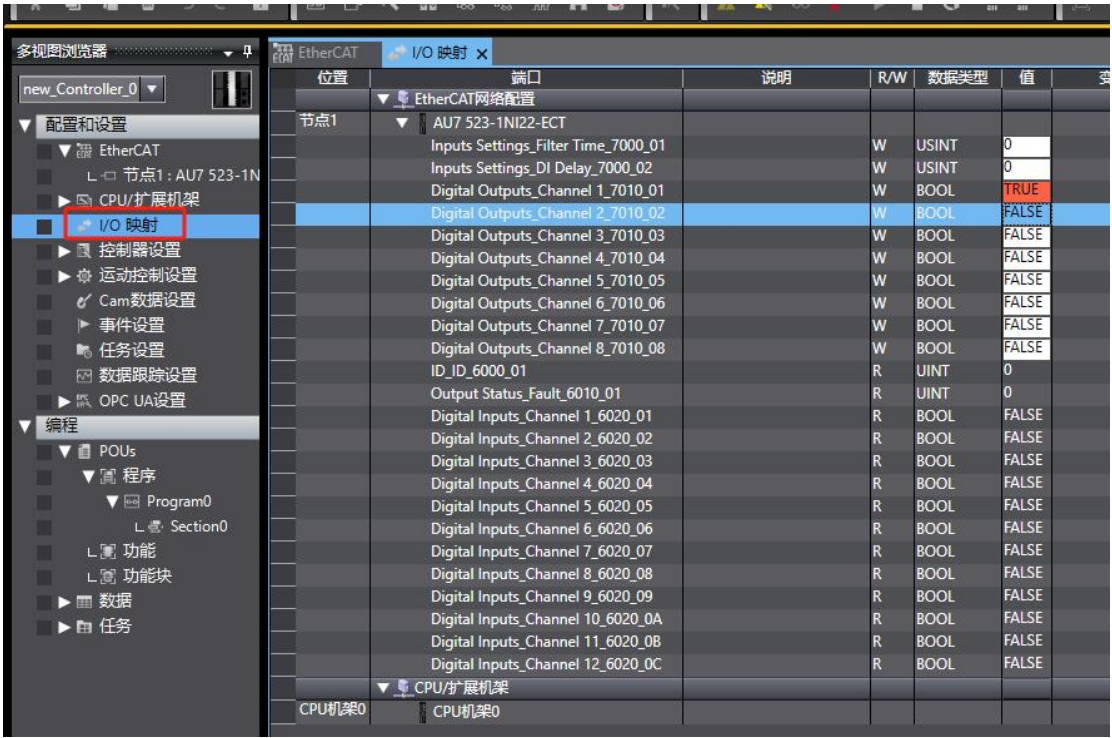 多视图浏览器
new_Controller_0
配置和设置
EtherCAT
节点1 : AU7 523-1N
CPU/扩展机架
I/O 映射
控制器设置
运动控制设置
Cam数据设置
事件设置
任务设置
数据跟踪设置
OPC UA设置
编程
POUs
程序
Program0
Section0
功能
功能块
数据
任务
EtherCAT I/O 映射
位置 端口 说明 R/W 数据类型 值 变
EtherCAT网络配置
节点1 AU7 523-1NI22-ECT
Inputs Settings_Filter Time_7000_01 W USINT 0
Inputs Settings_DI Delay_7000_02 W USINT 0
Digital Outputs_Channel 1_7010_01 W BOOL TRUE
Digital Outputs_Channel 2_7010_02 W BOOL FALSE
Digital Outputs_Channel 3_7010_03 W BOOL FALSE
Digital Outputs_Channel 4_7010_04 W BOOL FALSE
Digital Outputs_Channel 5_7010_05 W BOOL FALSE
Digital Outputs_Channel 6_7010_06 W BOOL FALSE
Digital Outputs_Channel 7_7010_07 W BOOL FALSE
Digital Outputs_Channel 8_7010_08 W BOOL FALSE
ID_ID_6000_01 R UINT 0
Output Status_Fault_6010_01 R UINT 0
Digital Inputs_Channel 1_6020_01 R BOOL FALSE
Digital Inputs_Channel 2_6020_02 R BOOL FALSE
Digital Inputs_Channel 3_6020_03 R BOOL FALSE
Digital Inputs_Channel 4_6020_04 R BOOL FALSE
Digital Inputs_Channel 5_6020_05 R BOOL FALSE
Digital Inputs_Channel 6_6020_06 R BOOL FALSE
Digital Inputs_Channel 7_6020_07 R BOOL FALSE
Digital Inputs_Channel 8_6020_08 R BOOL FALSE
Digital Inputs_Channel 9_6020_09 R BOOL FALSE
Digital Inputs_Channel 10_6020_0A R BOOL FALSE
Digital Inputs_Channel 11_6020_0B R BOOL FALSE
Digital Inputs_Channel 12_6020_0C R BOOL FALSE
CPU/扩展机架
CPU机架0 CPU机架0